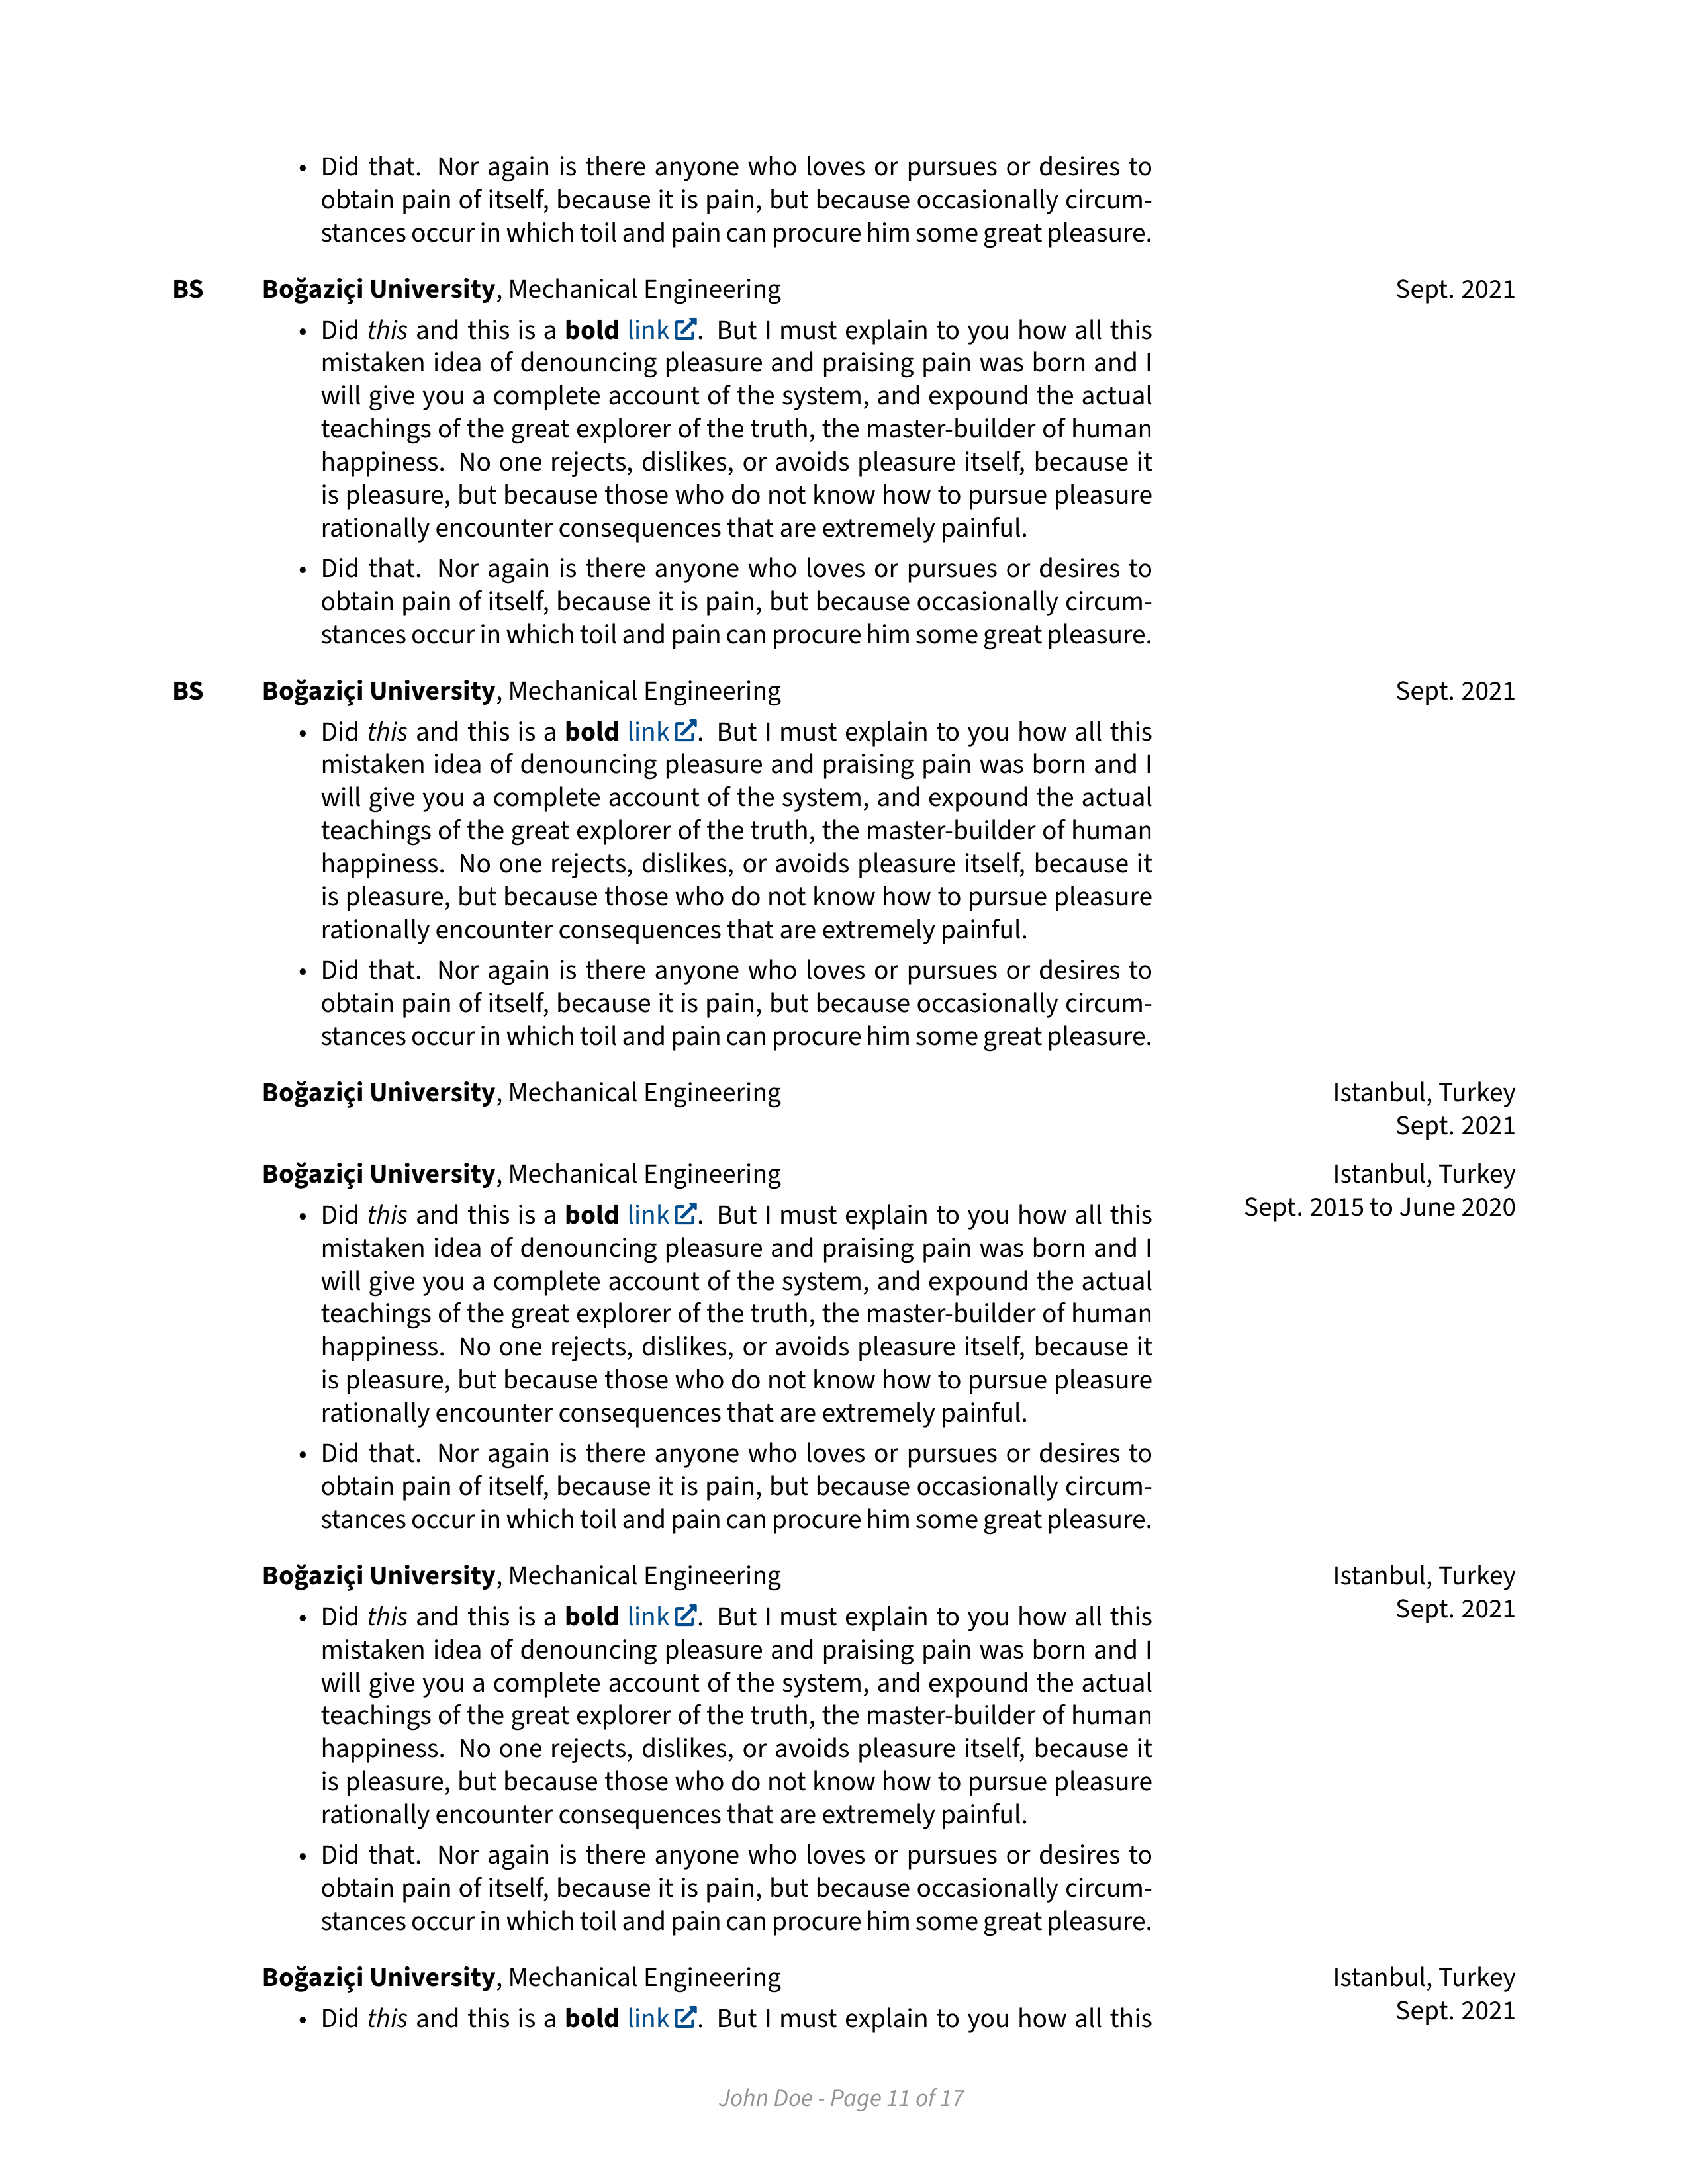 • Did that. Nor again is there anyone who loves or pursues or desires to
obtain pain of itself, because it is pain, but because occasionally circum-
stances occur in which toil and pain can procure him some great pleasure.
BS Boğaziçi University, Mechanical Engineering Sept. 2021
• Did this and this is a bold link. But I must explain to you how all this
mistaken idea of denouncing pleasure and praising pain was born and I
will give you a complete account of the system, and expound the actual
teachings of the great explorer of the truth, the master-builder of human
happiness. No one rejects, dislikes, or avoids pleasure itself, because it
is pleasure, but because those who do not know how to pursue pleasure
rationally encounter consequences that are extremely painful.
• Did that. Nor again is there anyone who loves or pursues or desires to
obtain pain of itself, because it is pain, but because occasionally circum-
stances occur in which toil and pain can procure him some great pleasure.
BS Boğaziçi University, Mechanical Engineering Sept. 2021
• Did this and this is a bold link. But I must explain to you how all this
mistaken idea of denouncing pleasure and praising pain was born and I
will give you a complete account of the system, and expound the actual
teachings of the great explorer of the truth, the master-builder of human
happiness. No one rejects, dislikes, or avoids pleasure itself, because it
is pleasure, but because those who do not know how to pursue pleasure
rationally encounter consequences that are extremely painful.
• Did that. Nor again is there anyone who loves or pursues or desires to
obtain pain of itself, because it is pain, but because occasionally circum-
stances occur in which toil and pain can procure him some great pleasure.
Boğaziçi University, Mechanical Engineering Istanbul, Turkey
Sept. 2021
Boğaziçi University, Mechanical Engineering Istanbul, Turkey
Sept. 2015 to June 2020
• Did this and this is a bold link. But I must explain to you how all this
mistaken idea of denouncing pleasure and praising pain was born and I
will give you a complete account of the system, and expound the actual
teachings of the great explorer of the truth, the master-builder of human
happiness. No one rejects, dislikes, or avoids pleasure itself, because it
is pleasure, but because those who do not know how to pursue pleasure
rationally encounter consequences that are extremely painful.
• Did that. Nor again is there anyone who loves or pursues or desires to
obtain pain of itself, because it is pain, but because occasionally circum-
stances occur in which toil and pain can procure him some great pleasure.
Boğaziçi University, Mechanical Engineering Istanbul, Turkey
Sept. 2021
• Did this and this is a bold link. But I must explain to you how all this
mistaken idea of denouncing pleasure and praising pain was born and I
will give you a complete account of the system, and expound the actual
teachings of the great explorer of the truth, the master-builder of human
happiness. No one rejects, dislikes, or avoids pleasure itself, because it
is pleasure, but because those who do not know how to pursue pleasure
rationally encounter consequences that are extremely painful.
• Did that. Nor again is there anyone who loves or pursues or desires to
obtain pain of itself, because it is pain, but because occasionally circum-
stances occur in which toil and pain can procure him some great pleasure.
Boğaziçi University, Mechanical Engineering Istanbul, Turkey
Sept. 2021
• Did this and this is a bold link. But I must explain to you how all this
John Doe - Page 11 of 17